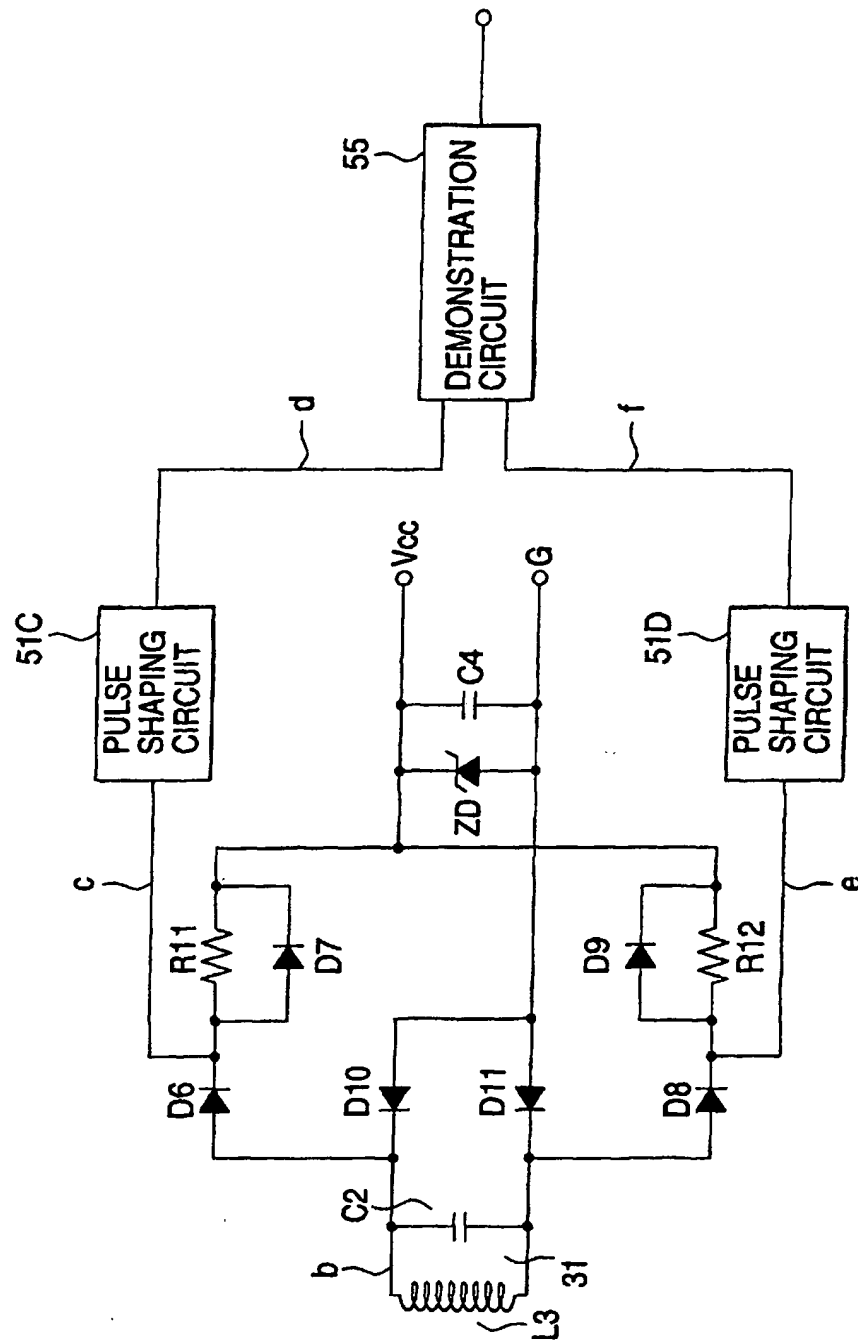 51C
PULSE
SHAPING
CIRCUIT
c
d
R11
D7
D6
55
DEMONSTRATION
CIRCUIT
Vcc
C4
ZD
G
D10
D11
b
C2
31
L3
D9
R12
D8
51D
PULSE
SHAPING
CIRCUIT
e
f